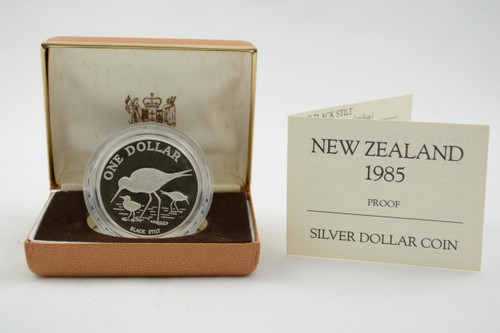 ONE DOLLAR
BLACK STILT
BLACK STILT
NEW ZEALAND
1985
PROOF
SILVER DOLLAR COIN